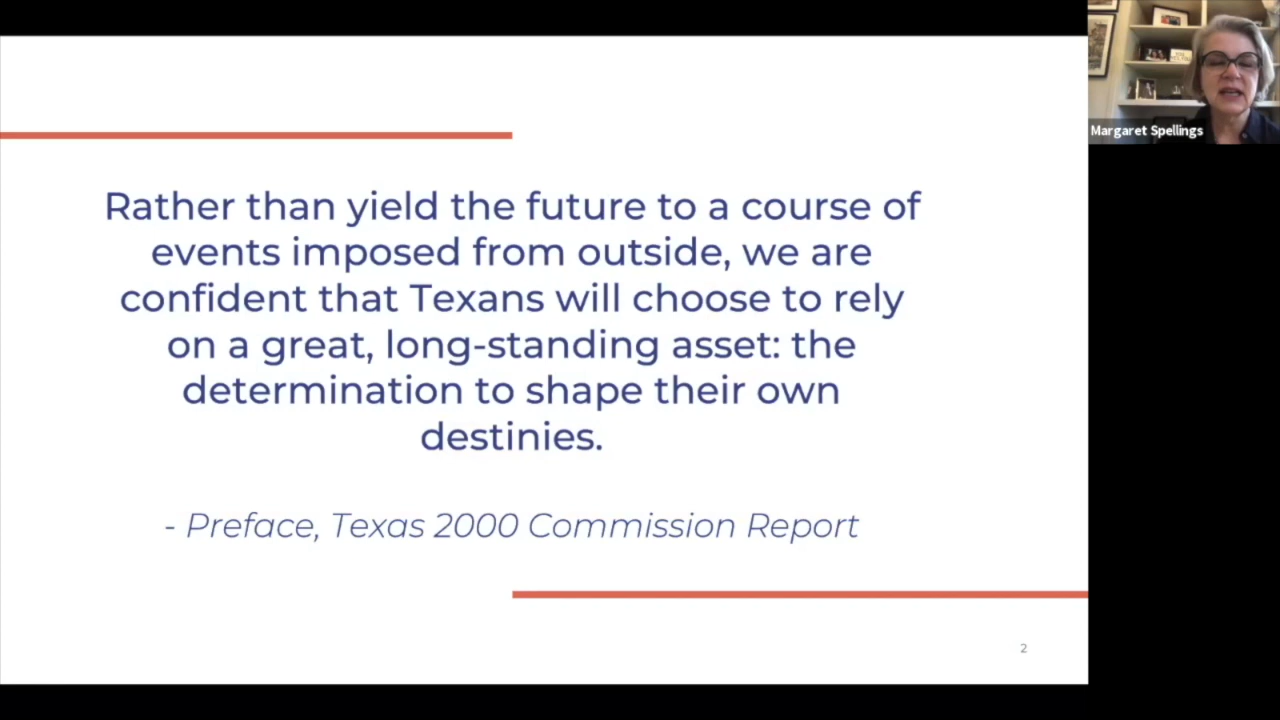 Rather than yield the future to a course of
events imposed from outside, we are
confident that Texans will choose to rely
on a great, long-standing asset: the
determination to shape their own
destinies.
- Preface, Texas 2000 Commission Report
2
Margaret Spellings